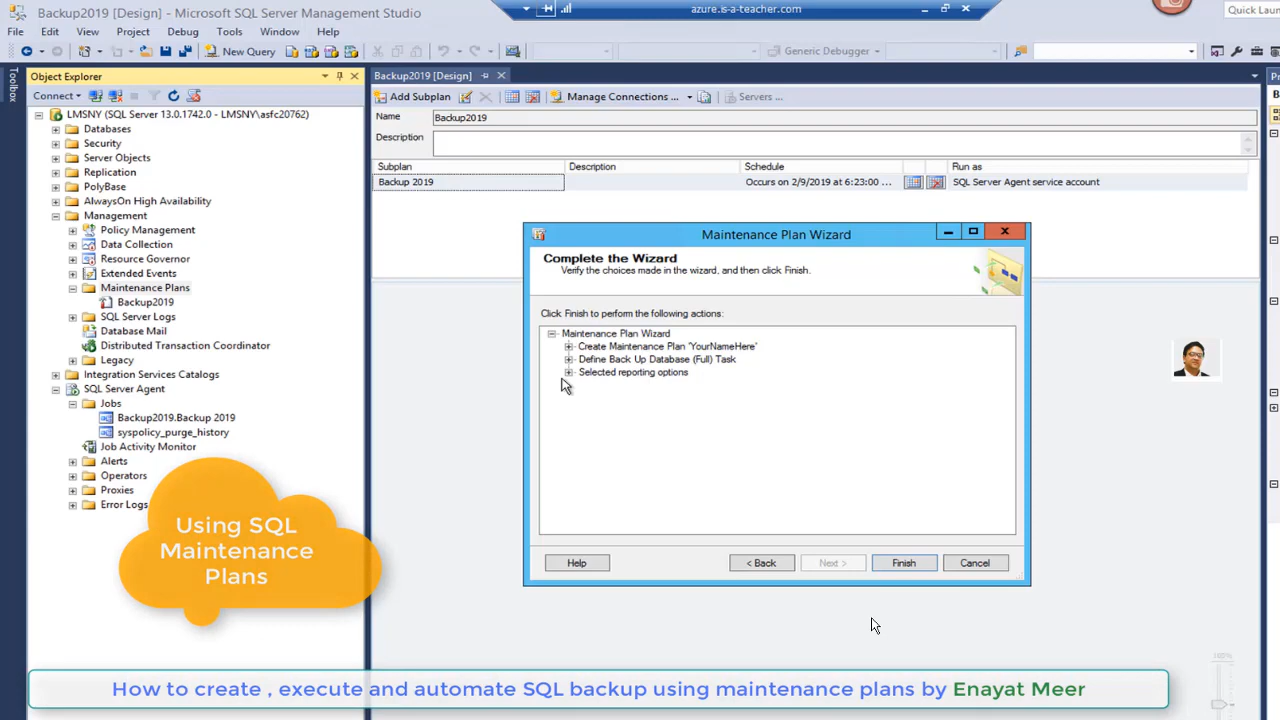 Backup2019 [Design] - Microsoft SQL Server Management Studio
azure.is-a-teacher.com
Quick Laun
File Edit View Project Debug Tools Window Help
New Query
Generic Debugger
Toolbox
Object Explorer
Backup2019 [Design]
Pr
Connect
Add Subplan
Manage Connections ...
Servers ...
B
LMSNY (SQL Server 13.0.1742.0 - LMSNY\asfc20762)
Databases
Security
Server Objects
Replication
PolyBase
AlwaysOn High Availability
Management
Policy Management
Data Collection
Resource Governor
Extended Events
Maintenance Plans
Backup2019
SQL Server Logs
Database Mail
Distributed Transaction Coordinator
Legacy
Integration Services Catalogs
SQL Server Agent
Jobs
Backup2019.Backup 2019
syspolicy_purge_history
Job Activity Monitor
Alerts
Operators
Proxies
Error Logs
Name
Backup2019
Description
Subplan Description Schedule Run as
Backup 2019 Occurs on 2/9/2019 at 6:23:00 ... SQL Server Agent service account
Maintenance Plan Wizard
Complete the Wizard
Verify the choices made in the wizard, and then click Finish.
Click Finish to perform the following actions:
Maintenance Plan Wizard
Create Maintenance Plan 'YourNameHere'
Define Back Up Database (Full) Task
Selected reporting options
Help < Back Next > Finish Cancel
Using SQL
Maintenance
Plans
100%
How to create , execute and automate SQL backup using maintenance plans by Enayat Meer